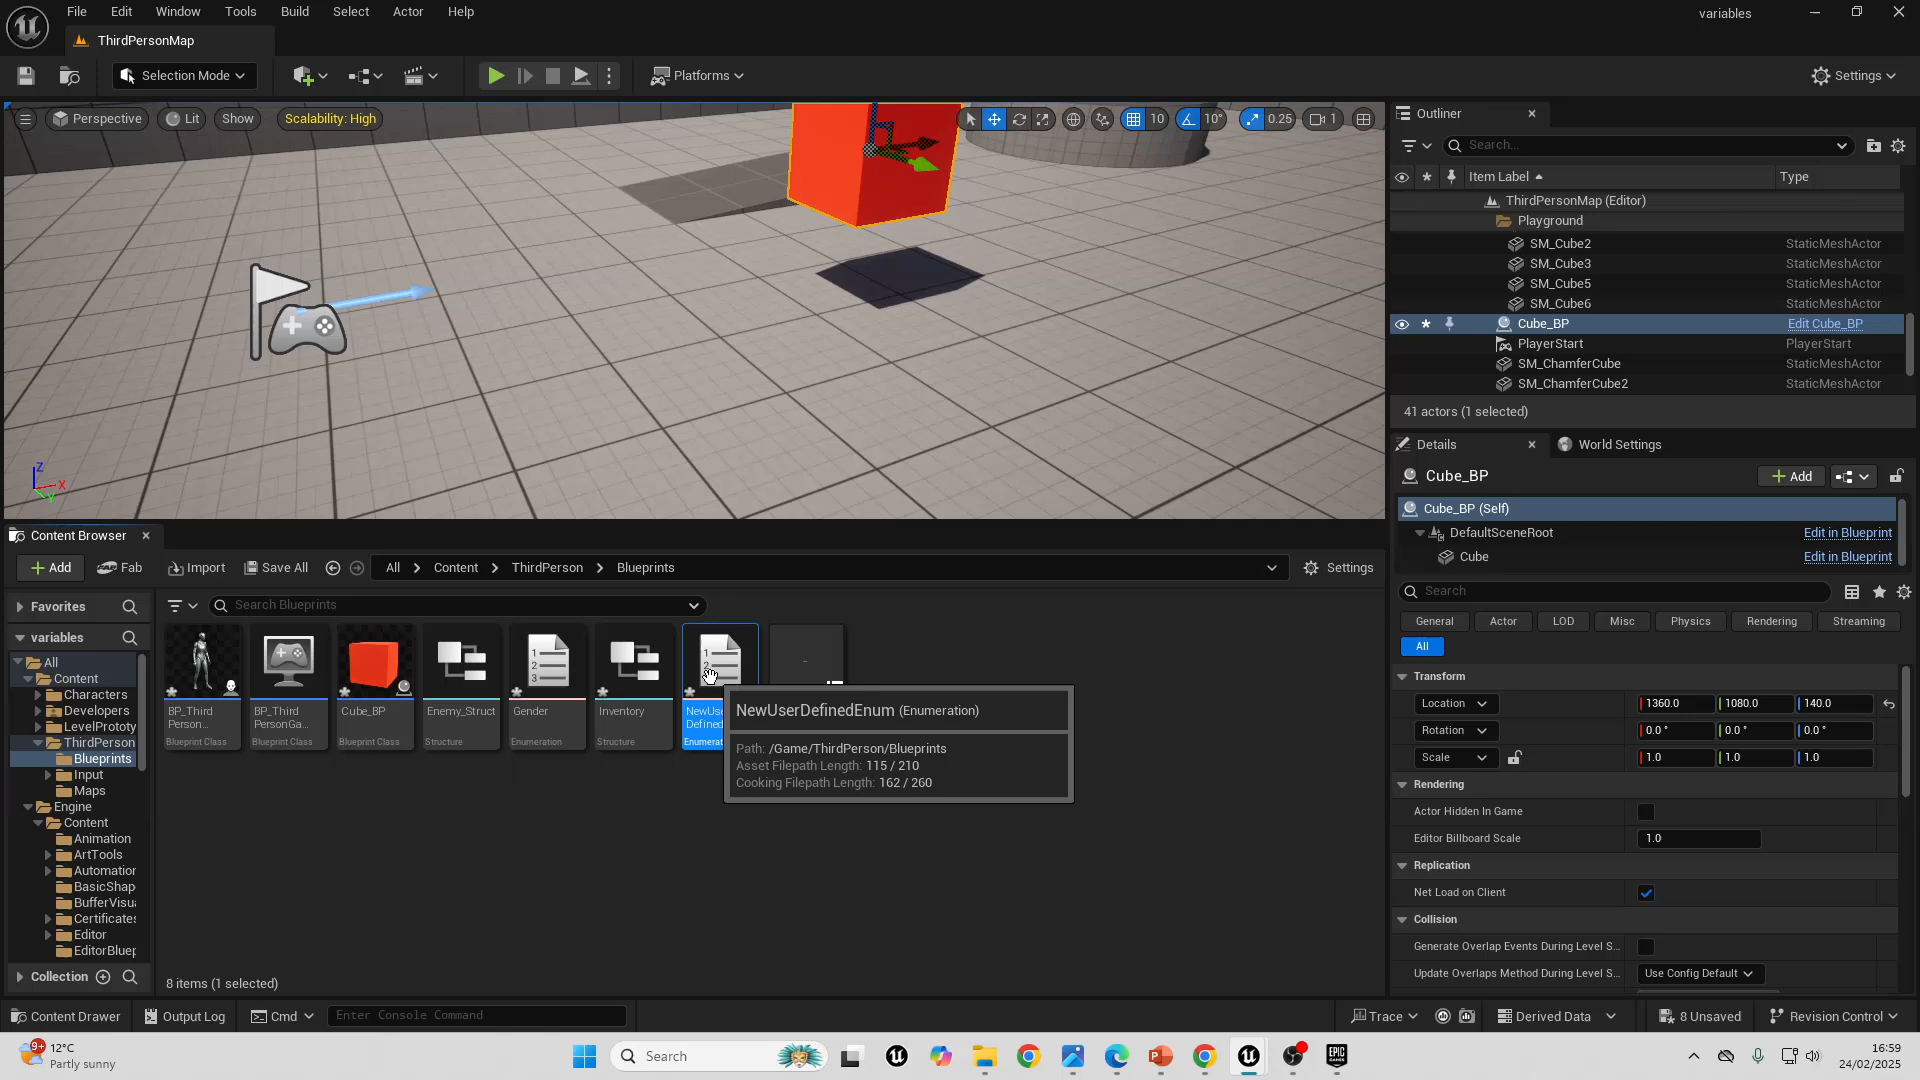 File Edit Window Tools Build Select Actor Help
variables
ThirdPersonMap
Selection Mode
Platforms
Settings
Perspective Lit Show Scalability: High
10 10° 0.25 1
Z
X
Y
Outliner
Search...
Item Label Type
ThirdPersonMap (Editor)
Playground
SM_Cube2 StaticMeshActor
SM_Cube3 StaticMeshActor
SM_Cube5 StaticMeshActor
SM_Cube6 StaticMeshActor
Cube_BP Edit Cube_BP
PlayerStart PlayerStart
SM_ChamferCube StaticMeshActor
SM_ChamferCube2 StaticMeshActor
41 actors (1 selected)
Details World Settings
Cube_BP
Add
Cube_BP (Self)
DefaultSceneRoot Edit in Blueprint
Cube Edit in Blueprint
Search
General Actor LOD Misc Physics Rendering Streaming
All
Transform
Location 1360.0 1080.0 140.0
Rotation 0.0 ° 0.0 ° 0.0 °
Scale 1.0 1.0 1.0
Rendering
Actor Hidden In Game
Editor Billboard Scale 1.0
Replication
Net Load on Client
Collision
Generate Overlap Events During Level S...
Update Overlaps Method During Level S... Use Config Default
Content Browser
Add Fab Import Save All All Content ThirdPerson Blueprints Settings
Favorites
Search Blueprints
variables
All
Content
Characters
Developers
LevelPrototy
ThirdPerson
Blueprints
Input
Maps
Engine
Content
Animation
ArtTools
Automation
BasicShap
BufferVisua
Certificates
Editor
EditorBluep
Collection
BP_Third
Person...
Blueprint Class
BP_Third
PersonGa...
Blueprint Class
Cube_BP
Blueprint Class
Enemy_Struct
Structure
1
2
3
Gender
Enumeration
Inventory
Structure
1
2
NewUse
Defined
Enumerat
NewUserDefinedEnum (Enumeration)
Path: /Game/ThirdPerson/Blueprints
Asset Filepath Length: 115 / 210
Cooking Filepath Length: 162 / 260
8 items (1 selected)
Content Drawer Output Log Cmd Enter Console Command
Trace Derived Data 8 Unsaved Revision Control
9+
12°C
Partly sunny
Search
EPIC
GAMES
16:59
24/02/2025